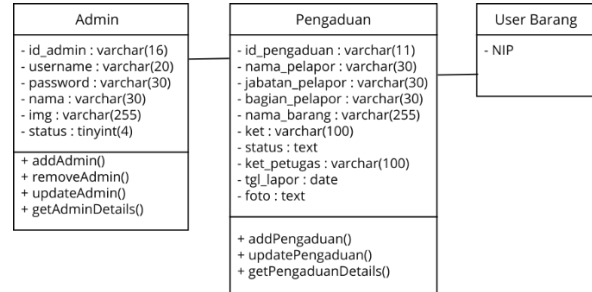 Admin
- id_admin : varchar(16)
- username : varchar(20)
- password : varchar(30)
- nama : varchar(30)
- img : varchar(255)
- status : tinyint(4)
+ addAdmin()
+ removeAdmin()
+ updateAdmin()
+ getAdminDetails()
Pengaduan
- id_pengaduan : varchar(11)
- nama_pelapor : varchar(30)
- jabatan_pelapor : varchar(30)
- bagian_pelapor : varchar(30)
- nama_barang : varchar(255)
- ket : varchar(100)
- status : text
- ket_petugas : varchar(100)
- tgl_lapor : date
- foto : text
+ addPengaduan()
+ updatePengaduan()
+ getPengaduanDetails()
User Barang
- NIP